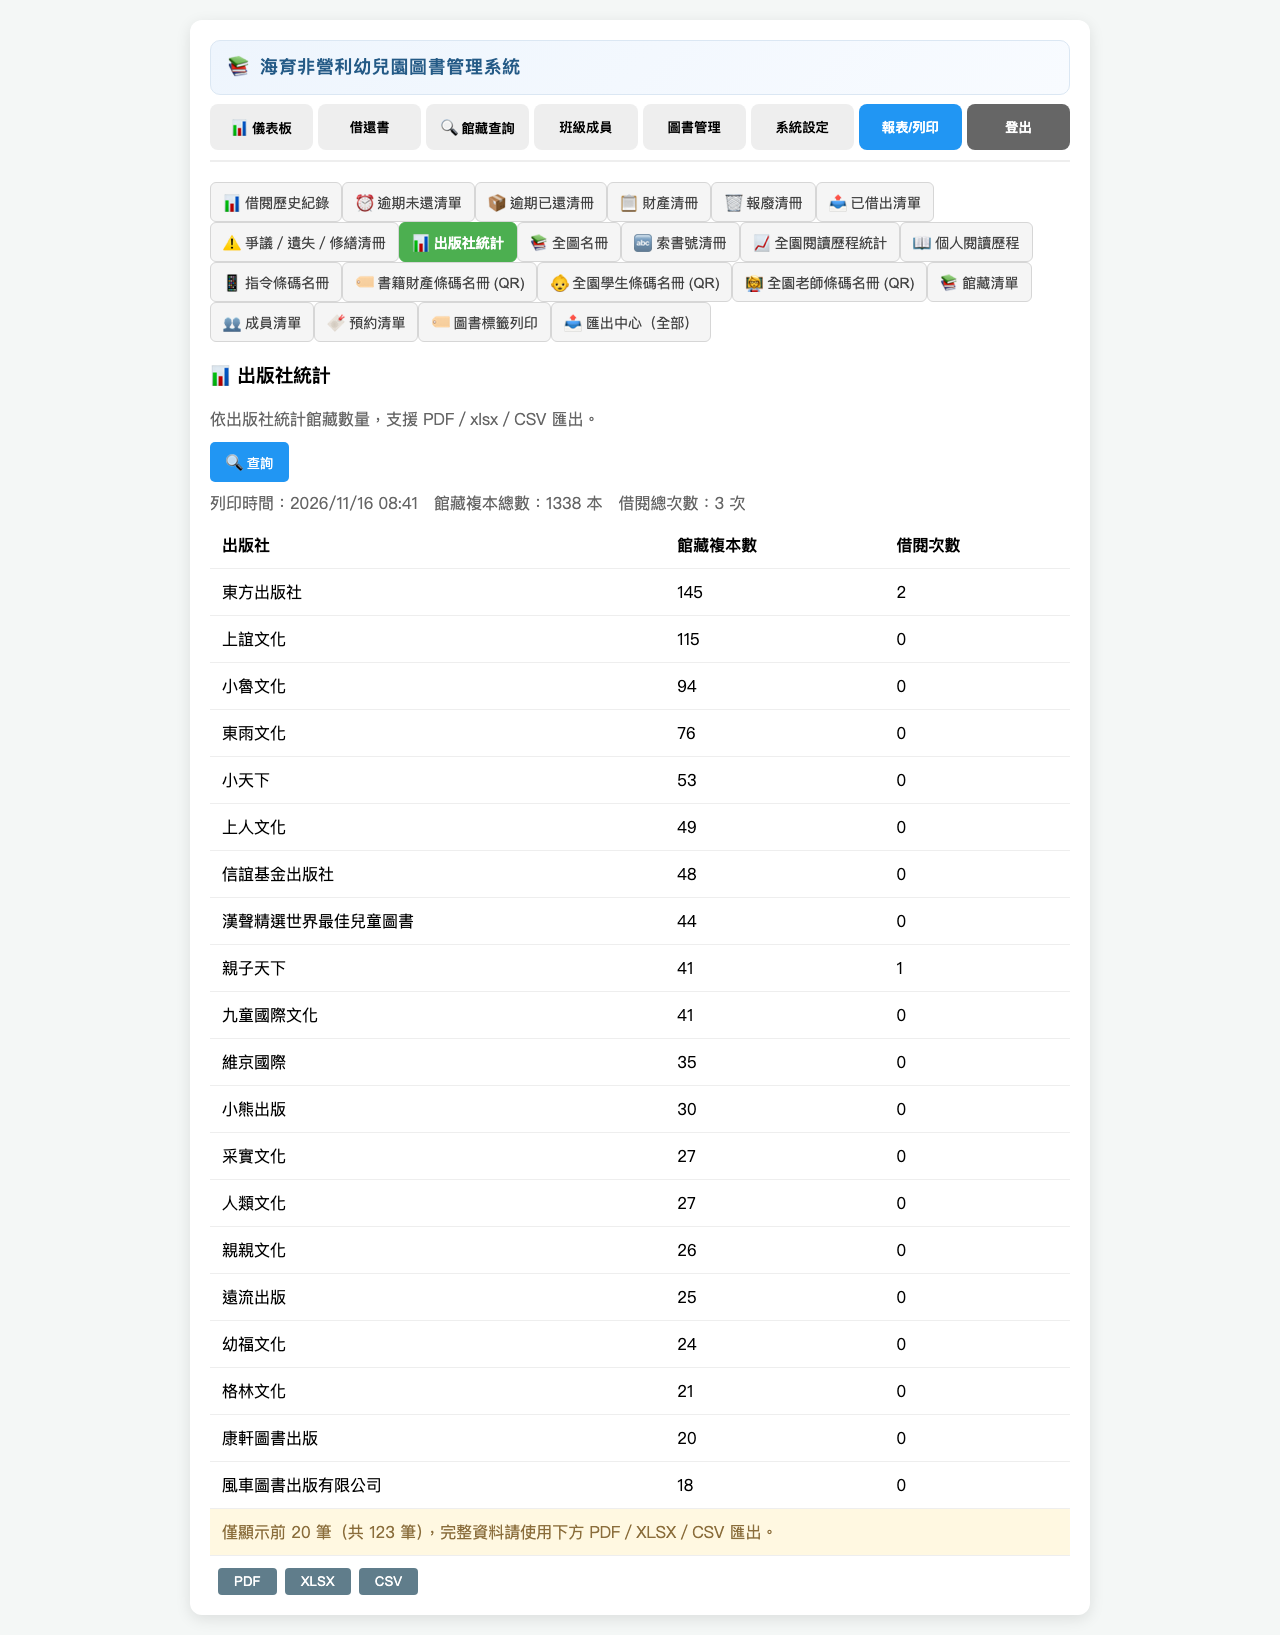 海育非營利幼兒園圖書管理系統
儀表板 借還書 館藏查詢 班級成員 圖書管理 系統設定 報表/列印 登出
借閱歷史紀錄 逾期未還清單 逾期已還清冊 財產清冊 報廢清冊 已借出清單
爭議 / 遺失 / 修繕清冊 出版社統計 全圖名冊 索書號清冊 全園閱讀歷程統計 個人閱讀歷程
指令條碼名冊 書籍財產條碼名冊 (QR) 全園學生條碼名冊 (QR) 全園老師條碼名冊 (QR) 館藏清單
成員清單 預約清單 圖書標籤列印 匯出中心（全部）
出版社統計
依出版社統計館藏數量，支援 PDF / xlsx / CSV 匯出。
查詢
列印時間：2026/11/16 08:41 館藏複本總數：1338 本 借閱總次數：3 次
出版社 館藏複本數 借閱次數
東方出版社 145 2
上誼文化 115 0
小魯文化 94 0
東雨文化 76 0
小天下 53 0
上人文化 49 0
信誼基金出版社 48 0
漢聲精選世界最佳兒童圖書 44 0
親子天下 41 1
九童國際文化 41 0
維京國際 35 0
小熊出版 30 0
采實文化 27 0
人類文化 27 0
親親文化 26 0
遠流出版 25 0
幼福文化 24 0
格林文化 21 0
康軒圖書出版 20 0
風車圖書出版有限公司 18 0
僅顯示前 20 筆（共 123 筆），完整資料請使用下方 PDF / XLSX / CSV 匯出。
PDF XLSX CSV